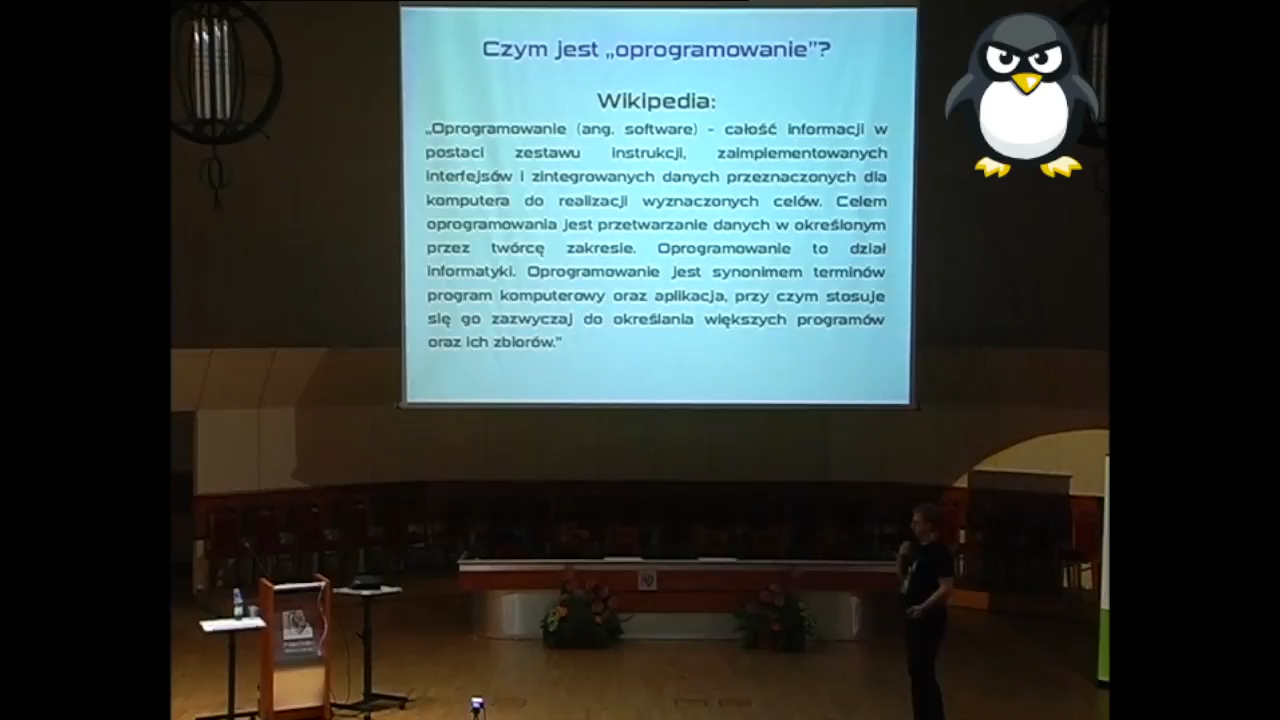 Czym jest „oprogramowanie”?
Wikipedia:
„Oprogramowanie (ang. software) - całość informacji w
postaci zestawu instrukcji, zaimplementowanych
interfejsów i zintegrowanych danych przeznaczonych dla
komputera do realizacji wyznaczonych celów. Celem
oprogramowania jest przetwarzanie danych w określonym
przez twórcę zakresie. Oprogramowanie to dział
informatyki. Oprogramowanie jest synonimem terminów
program komputerowy oraz aplikacja, przy czym stosuje
się go zazwyczaj do określania większych programów
oraz ich zbiorów.”